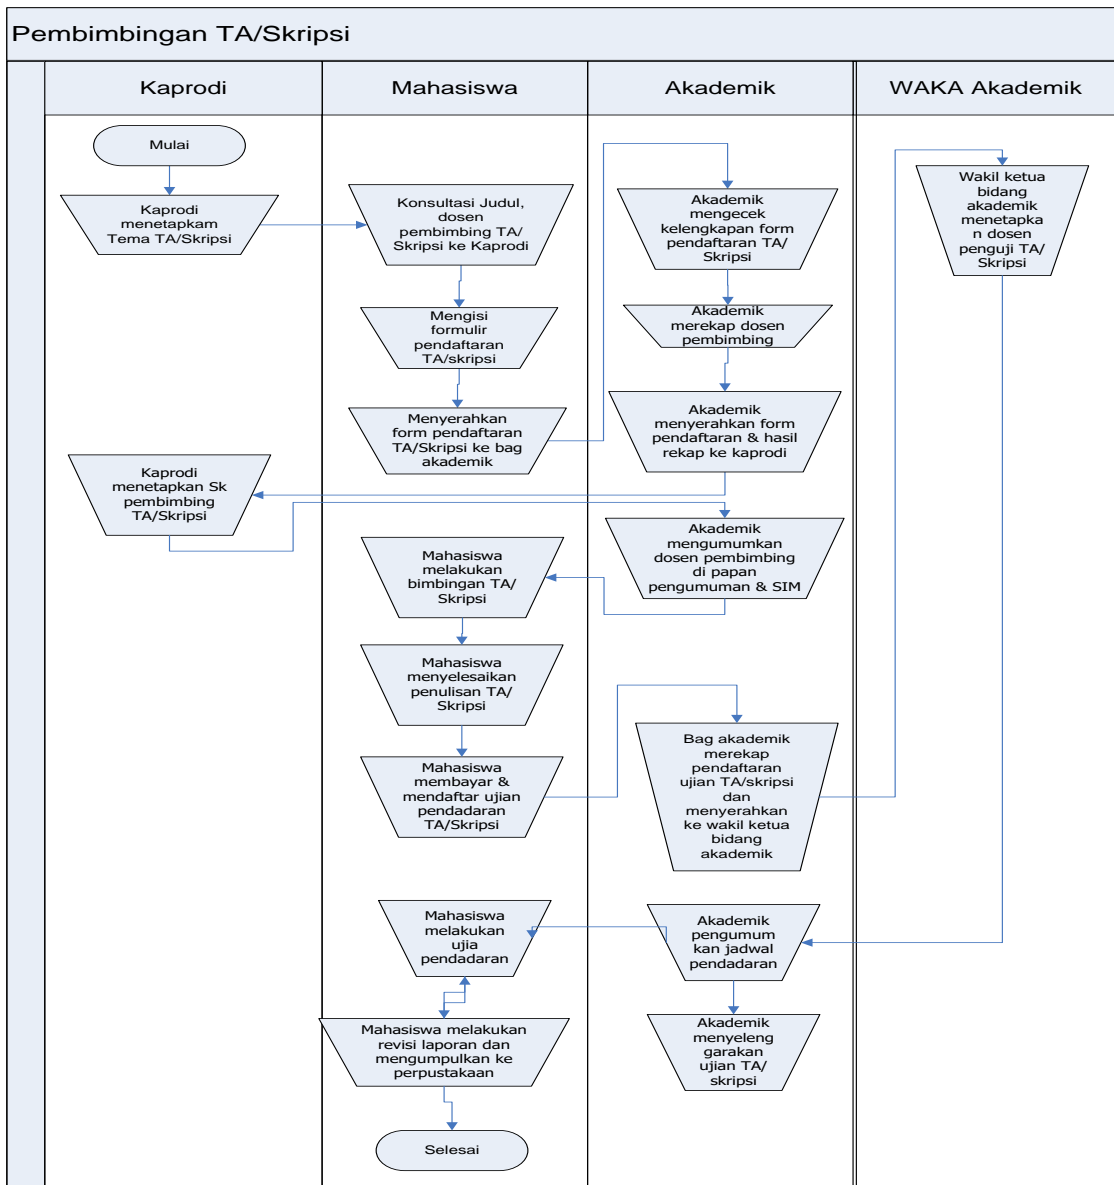 Pembimbingan TA/Skripsi
Kaprodi
Mahasiswa
Akademik
WAKA Akademik
Mulai
Kaprodi
menetapkam
Tema TA/Skripsi
Konsultasi Judul,
dosen
pembimbing TA/
Skripsi ke Kaprodi
Mengisi
formulir
pendaftaran
TA/skripsi
Menyerahkan
form pendaftaran
TA/Skripsi ke bag
akademik
Akademik
mengecek
kelengkapan form
pendaftaran TA/
Skripsi
Akademik
merekap dosen
pembimbing
Akademik
menyerahkan form
pendaftaran & hasil
rekap ke kaprodi
Kaprodi
menetapkan Sk
pembimbing
TA/Skripsi
Akademik
mengumumkan
dosen pembimbing
di papan
pengumuman & SIM
Mahasiswa
melakukan
bimbingan TA/
Skripsi
Mahasiswa
menyelesaikan
penulisan TA/
Skripsi
Mahasiswa
membayar &
mendaftar ujian
pendadaran
TA/Skripsi
Bag akademik
merekap
pendaftaran
ujian TA/skripsi
dan
menyerahkan
ke wakil ketua
bidang
akademik
Wakil ketua
bidang
akademik
menetapka
n dosen
penguji TA/
Skripsi
Akademik
pengumum
kan jadwal
pendadaran
Akademik
menyeleng
garakan
ujian TA/
skripsi
Mahasiswa
melakukan
ujia
pendadaran
Mahasiswa melakukan
revisi laporan dan
mengumpulkan ke
perpustakaan
Selesai